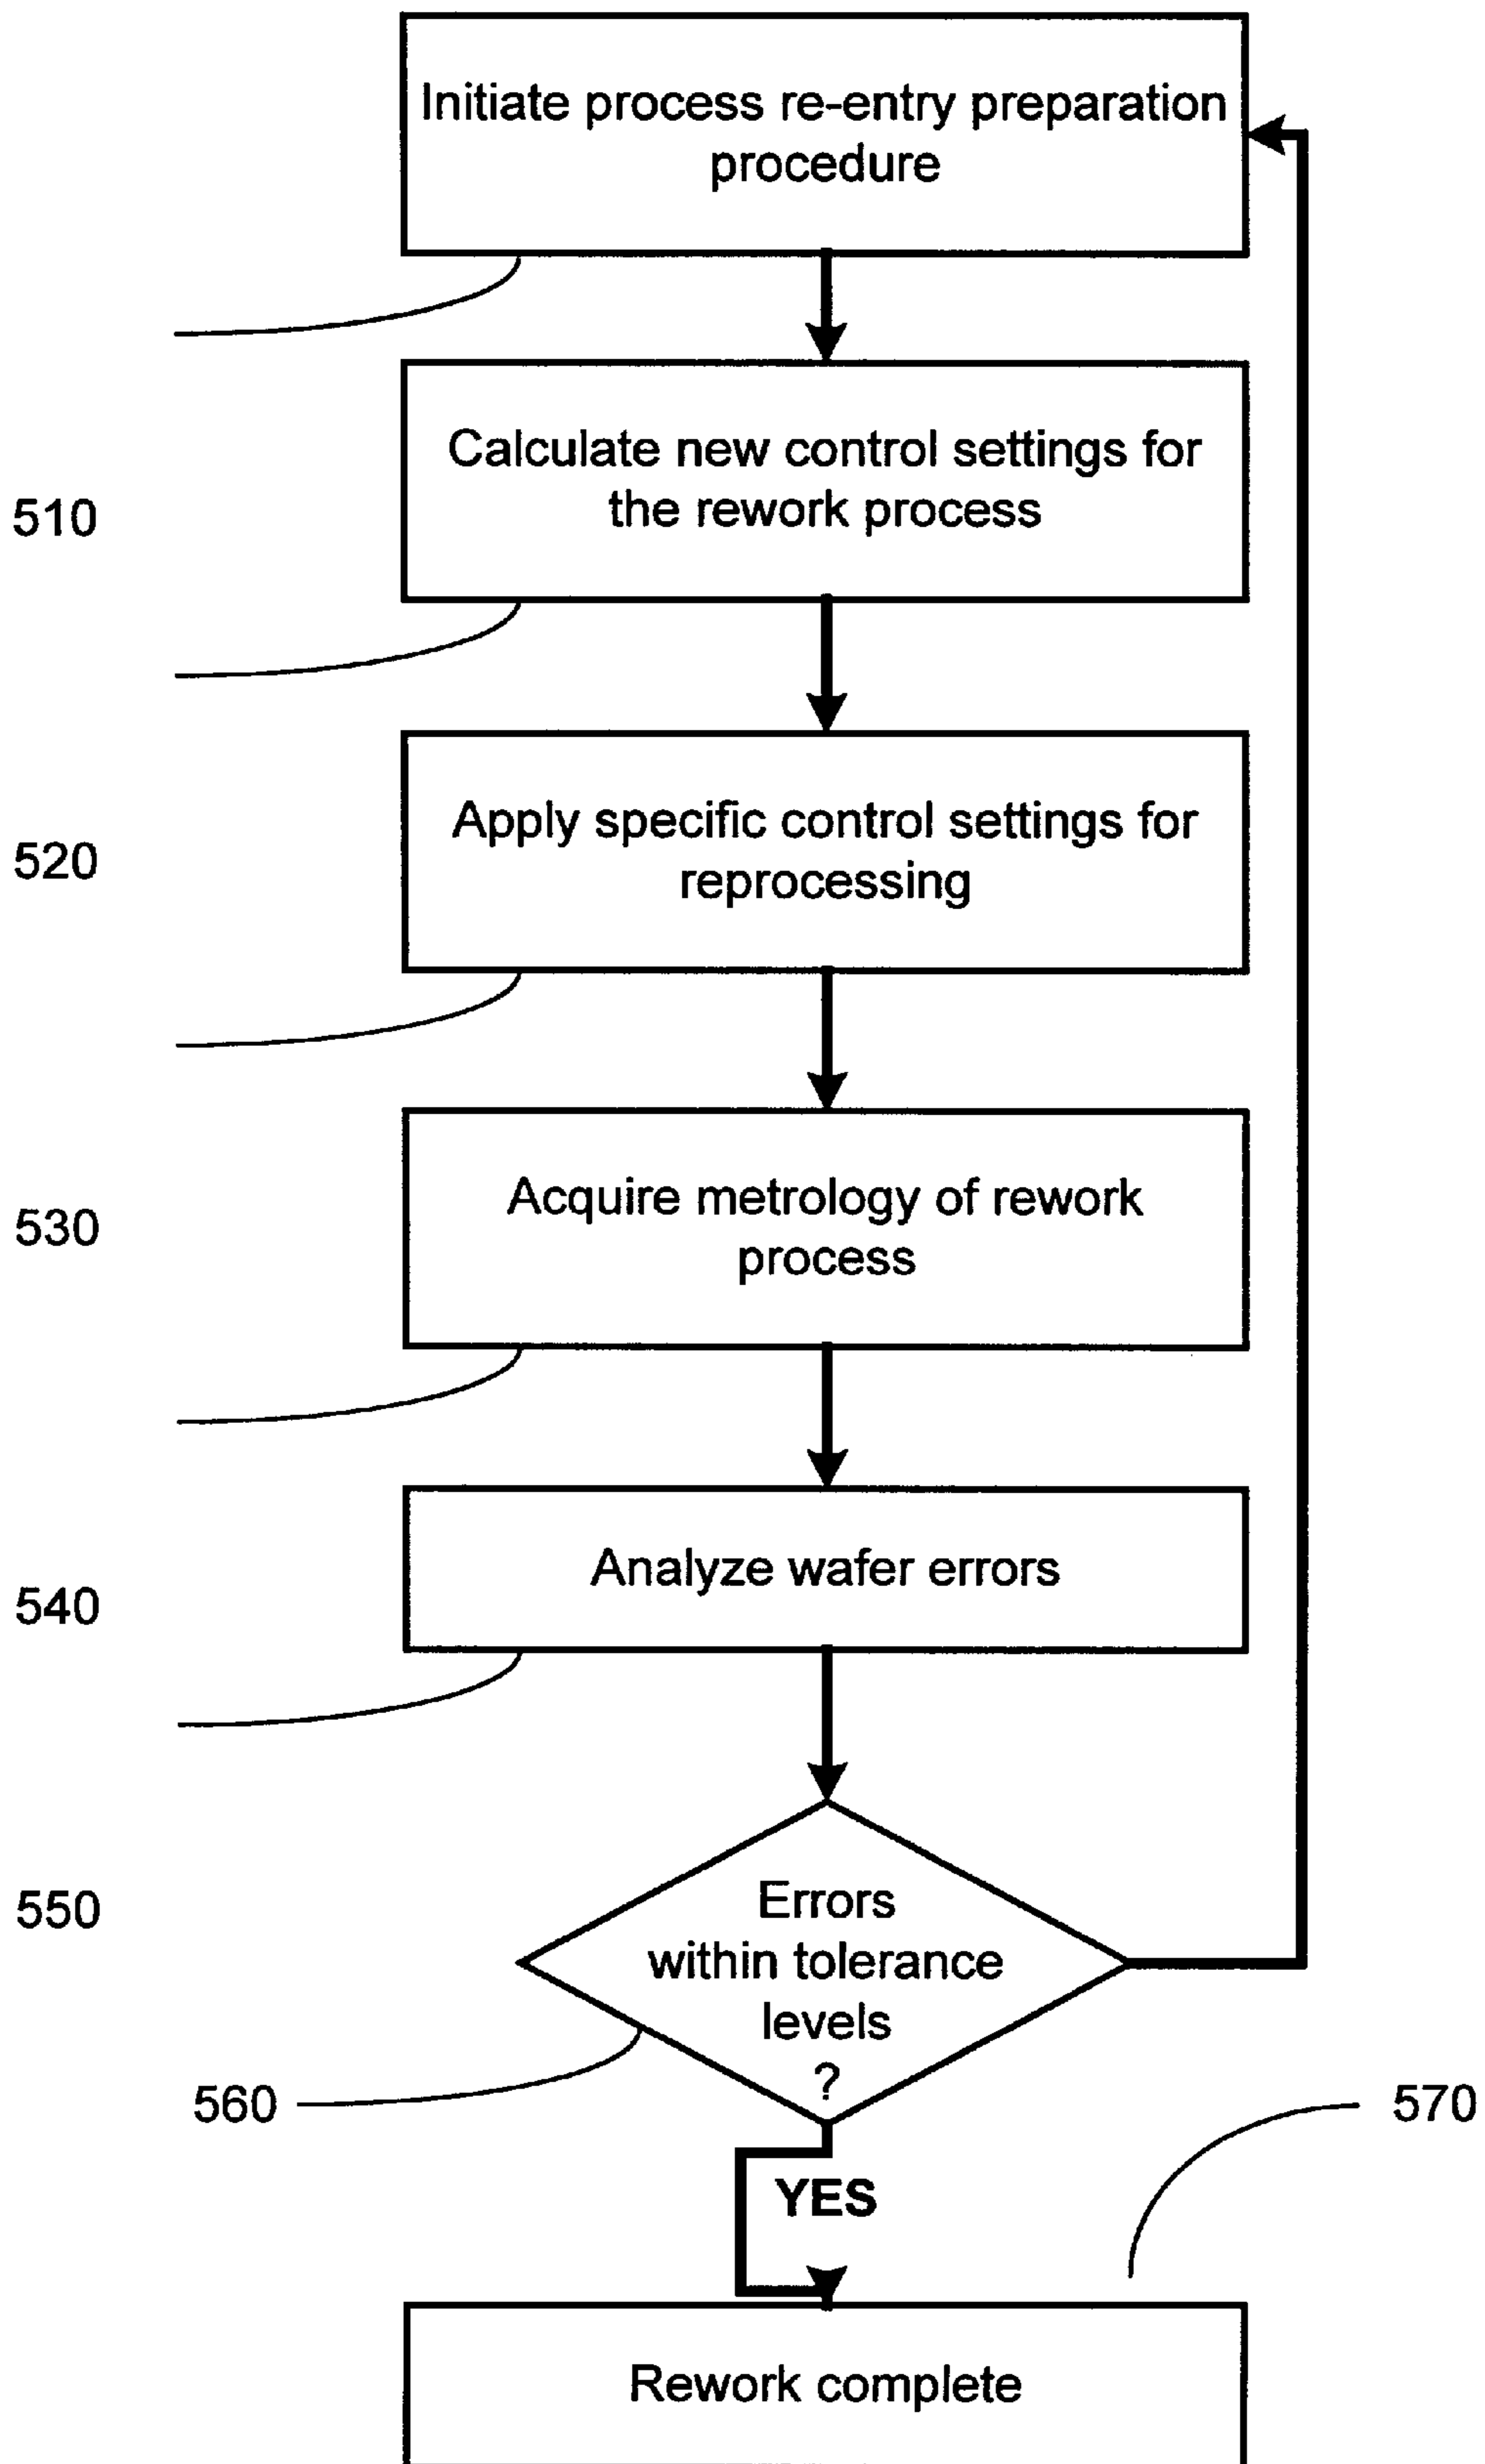 Initiate process re-entry preparation
procedure
510
Calculate new control settings for
the rework process
520
Apply specific control settings for
reprocessing
530
Acquire metrology of rework
process
540
Analyze wafer errors
550
Errors
within tolerance
levels
?
560
570
YES
Rework complete